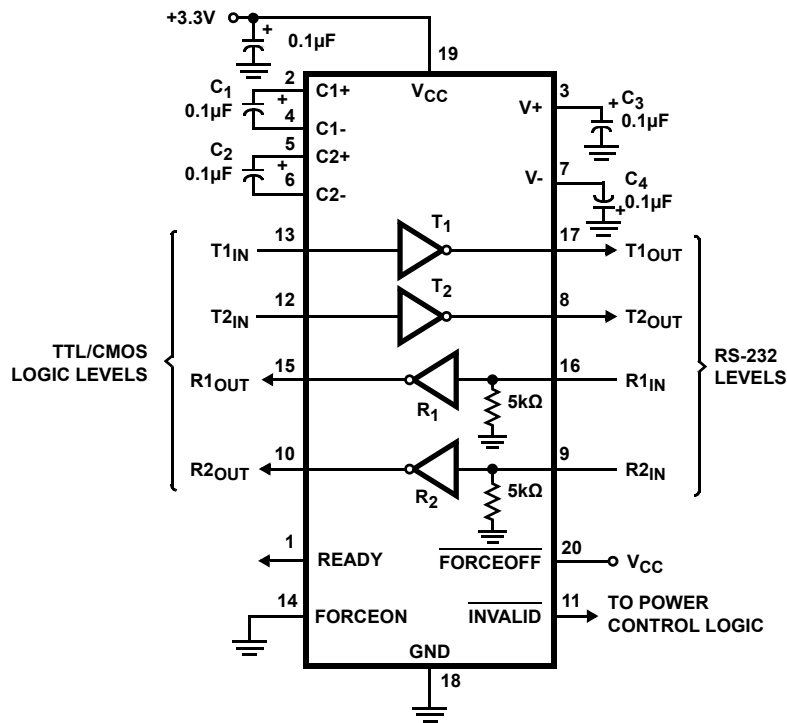 +3.3V
0.1µF
19
2
C1
0.1µF
4
5
C2
0.1µF
6
C1+
C1-
C2+
C2-
VCC
V+
V-
3
C3
0.1µF
7
C4
0.1µF
+
+
+
+
+
T1IN
13
T1
17
T1OUT
T2IN
12
T2
8
T2OUT
TTL/CMOS
LOGIC LEVELS
RS-232
LEVELS
R1OUT
15
R1
5kΩ
16
R1IN
R2OUT
10
R2
5kΩ
9
R2IN
1
READY
FORCEOFF
20
VCC
14
FORCEON
INVALID
11
TO POWER
CONTROL LOGIC
GND
18